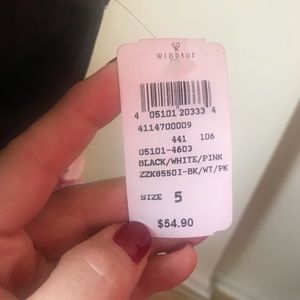 WINDSOR
4 05101 20333 4
4114700009
441 106
05101-4603
BLACK/WHITE/PINK
ZZK8550I-BK/WT/PK
SIZE 5
$54.90